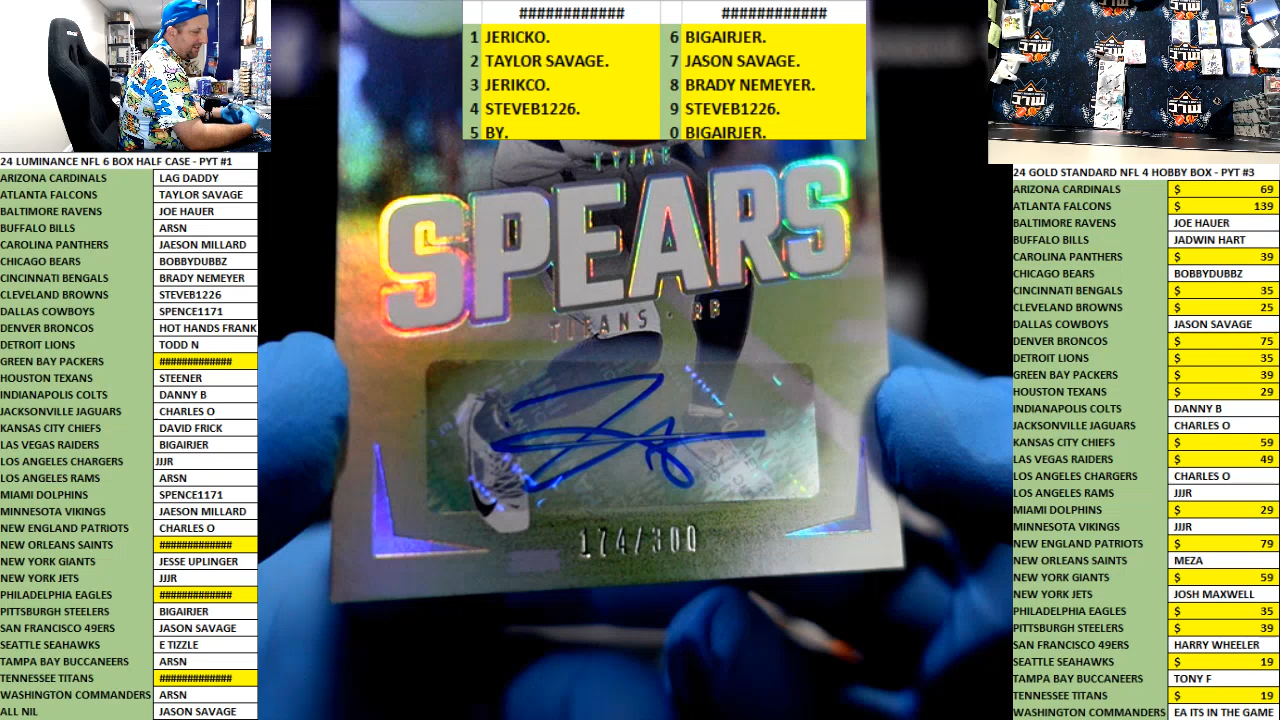 ############ ############
1 JERICKO. 6 BIGAIRJER.
2 TAYLOR SAVAGE. 7 JASON SAVAGE.
3 JERIKCO. 8 BRADY NEMEYER.
4 STEVEB1226. 9 STEVEB1226.
5 BY. 0 BIGAIRJER.
24 LUMINANCE NFL 6 BOX HALF CASE - PYT #1
ARIZONA CARDINALS LAG DADDY
ATLANTA FALCONS TAYLOR SAVAGE
BALTIMORE RAVENS JOE HAUER
BUFFALO BILLS ARSN
CAROLINA PANTHERS JAESON MILLARD
CHICAGO BEARS BOBBYDUBBZ
CINCINNATI BENGALS BRADY NEMEYER
CLEVELAND BROWNS STEVEB1226
DALLAS COWBOYS SPENCE1171
DENVER BRONCOS HOT HANDS FRANK
DETROIT LIONS TODD N
GREEN BAY PACKERS #############
HOUSTON TEXANS STEENER
INDIANAPOLIS COLTS DANNY B
JACKSONVILLE JAGUARS CHARLES O
KANSAS CITY CHIEFS DAVID FRICK
LAS VEGAS RAIDERS BIGAIRJER
LOS ANGELES CHARGERS JJJR
LOS ANGELES RAMS ARSN
MIAMI DOLPHINS SPENCE1171
MINNESOTA VIKINGS JAESON MILLARD
NEW ENGLAND PATRIOTS CHARLES O
NEW ORLEANS SAINTS #############
NEW YORK GIANTS JESSE UPLINGER
NEW YORK JETS JJJR
PHILADELPHIA EAGLES #############
PITTSBURGH STEELERS BIGAIRJER
SAN FRANCISCO 49ERS JASON SAVAGE
SEATTLE SEAHAWKS E TIZZLE
TAMPA BAY BUCCANEERS ARSN
TENNESSEE TITANS #############
WASHINGTON COMMANDERS ARSN
ALL NIL JASON SAVAGE
TYJAE
SPEARS
TITANS · RB
174/300
24 GOLD STANDARD NFL 4 HOBBY BOX - PYT #3
ARIZONA CARDINALS $ 69
ATLANTA FALCONS $ 139
BALTIMORE RAVENS JOE HAUER
BUFFALO BILLS JADWIN HART
CAROLINA PANTHERS $ 39
CHICAGO BEARS BOBBYDUBBZ
CINCINNATI BENGALS $ 35
CLEVELAND BROWNS $ 25
DALLAS COWBOYS JASON SAVAGE
DENVER BRONCOS $ 75
DETROIT LIONS $ 35
GREEN BAY PACKERS $ 39
HOUSTON TEXANS $ 29
INDIANAPOLIS COLTS DANNY B
JACKSONVILLE JAGUARS CHARLES O
KANSAS CITY CHIEFS $ 59
LAS VEGAS RAIDERS $ 49
LOS ANGELES CHARGERS CHARLES O
LOS ANGELES RAMS JJJR
MIAMI DOLPHINS $ 29
MINNESOTA VIKINGS JJJR
NEW ENGLAND PATRIOTS $ 79
NEW ORLEANS SAINTS MEZA
NEW YORK GIANTS $ 59
NEW YORK JETS JOSH MAXWELL
PHILADELPHIA EAGLES $ 35
PITTSBURGH STEELERS $ 39
SAN FRANCISCO 49ERS HARRY WHEELER
SEATTLE SEAHAWKS $ 19
TAMPA BAY BUCCANEERS TONY F
TENNESSEE TITANS $ 19
WASHINGTON COMMANDERS EA ITS IN THE GAME